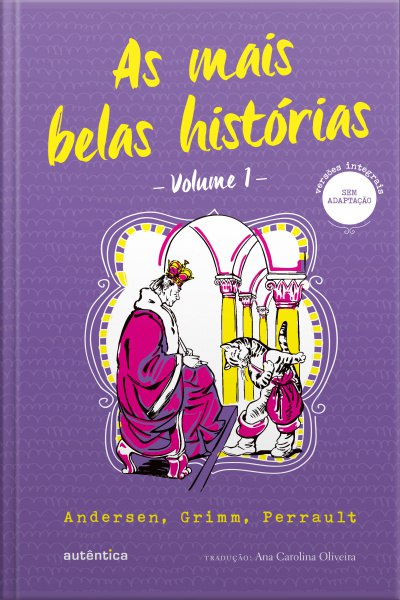 As mais
belas histórias
– Volume 1 –
versões integrais
SEM
ADAPTAÇÃO
Andersen, Grimm, Perrault
autêntica
TRADUÇÃO: Ana Carolina Oliveira